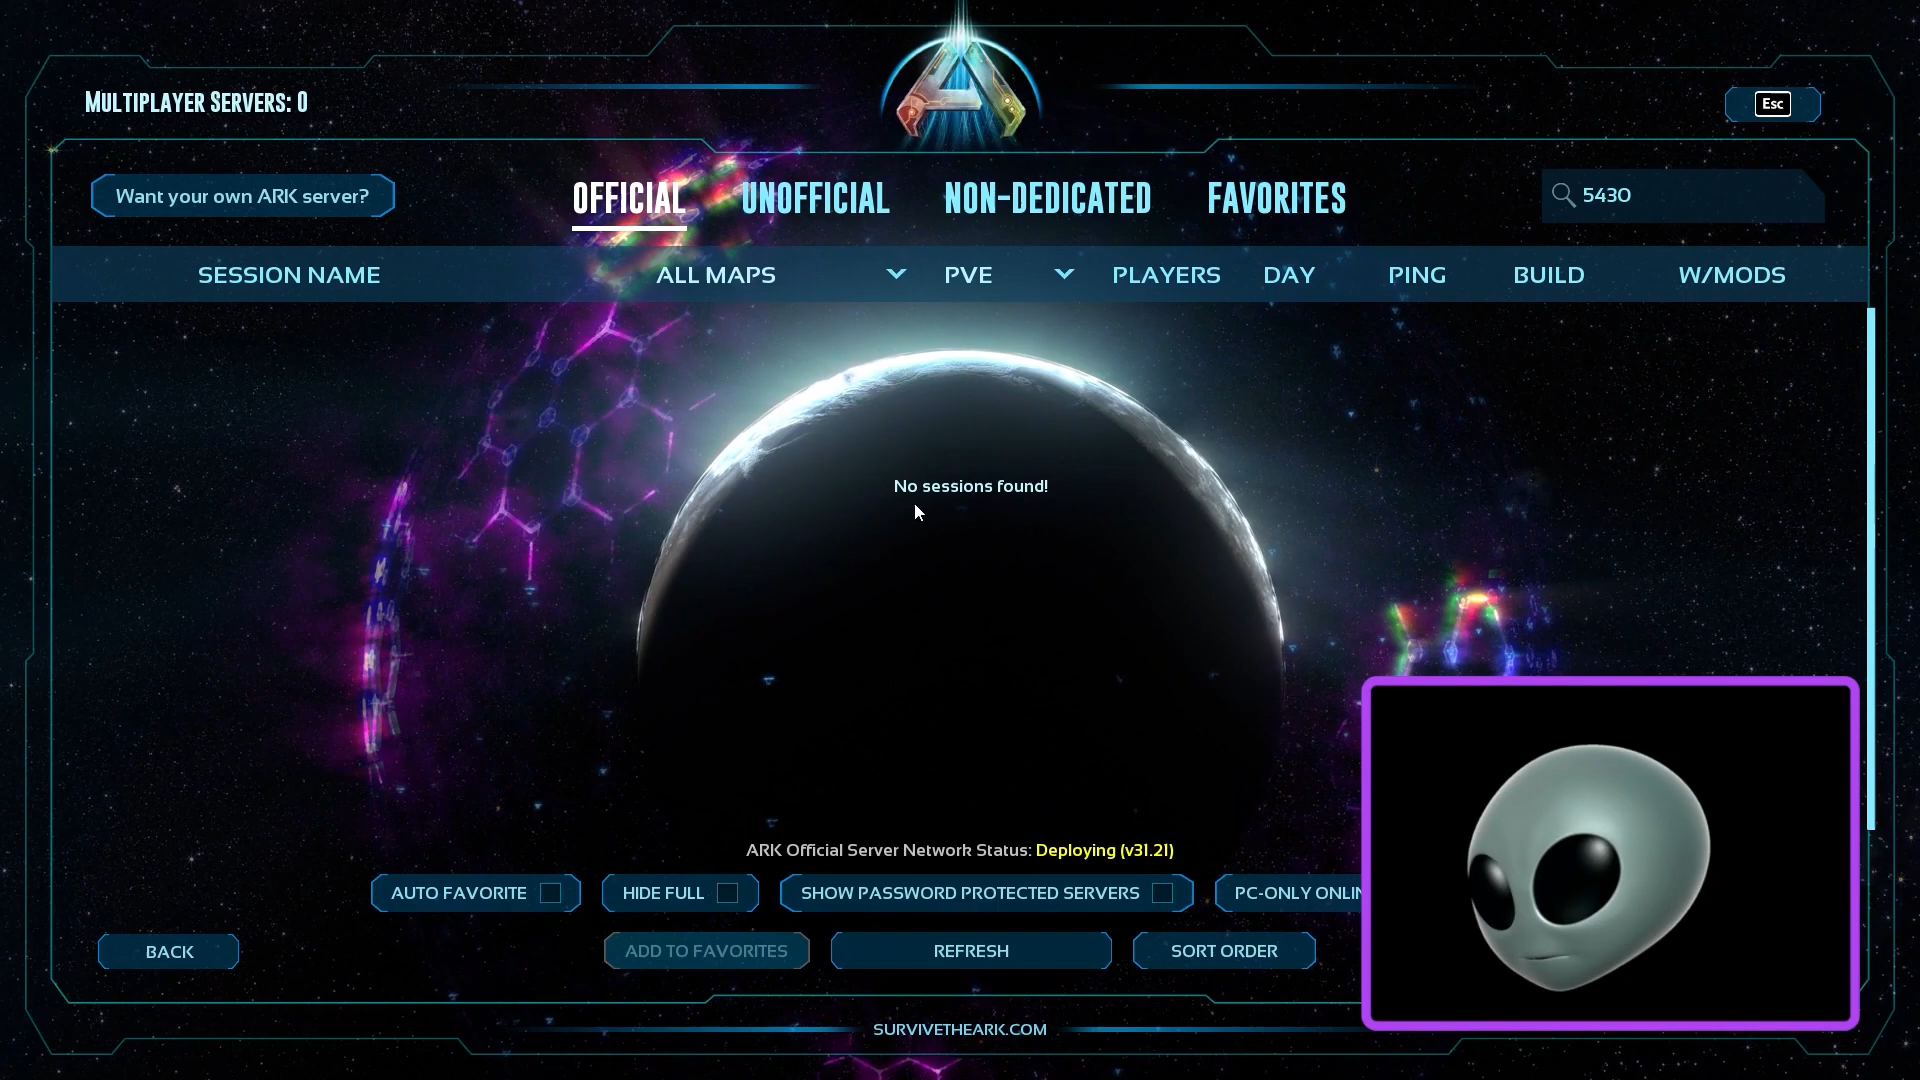 MULTIPLAYER SERVERS: 0
Esc
Want your own ARK server?
OFFICIAL
UNOFFICIAL
NON-DEDICATED
FAVORITES
5430
SESSION NAME
ALL MAPS
PVE
PLAYERS
DAY
PING
BUILD
W/MODS
No sessions found!
ARK Official Server Network Status: Deploying (v31.21)
AUTO FAVORITE
HIDE FULL
SHOW PASSWORD PROTECTED SERVERS
PC-ONLY
BACK
ADD TO FAVORITES
REFRESH
SORT ORDER
SURVIVETHEARK.COM